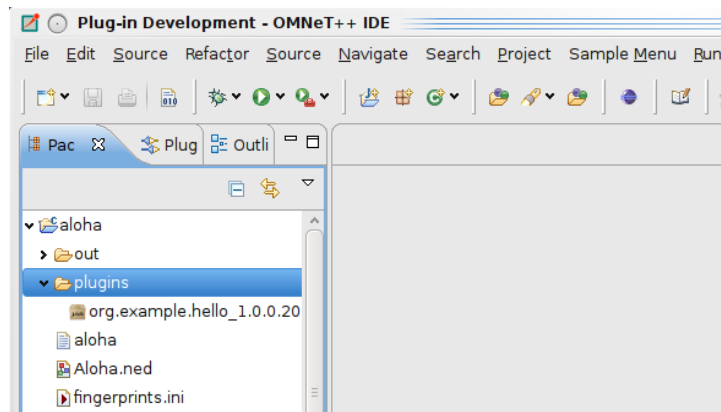 Plug-in Development - OMNeT++ IDE
File Edit Source Refactor Source Navigate Search Project Sample Menu Run
Pac Plug Outli
aloha
out
plugins
org.example.hello_1.0.0.20
aloha
Aloha.ned
fingerprints.ini